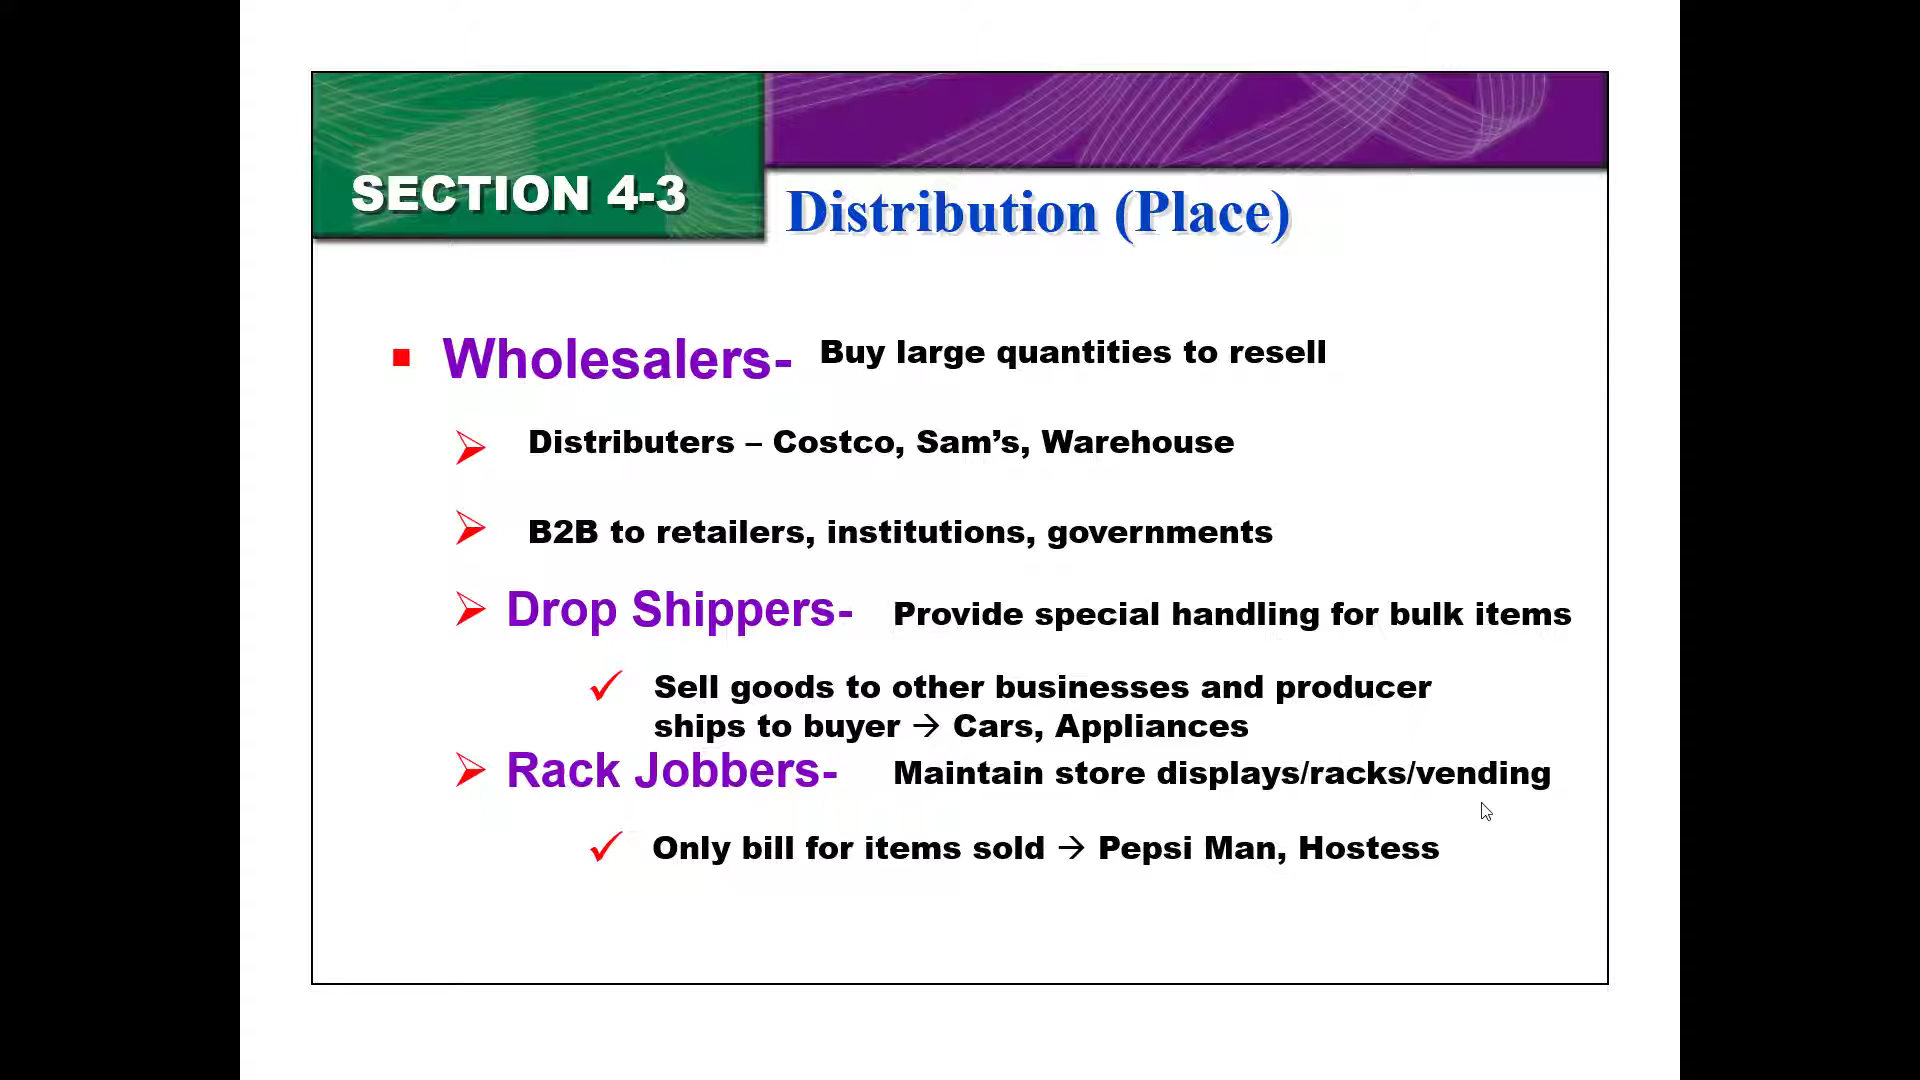 SECTION 4-3
Distribution (Place)
Wholesalers- Buy large quantities to resell
Distributers – Costco, Sam’s, Warehouse
B2B to retailers, institutions, governments
Drop Shippers- Provide special handling for bulk items
Sell goods to other businesses and producer
ships to buyer → Cars, Appliances
Rack Jobbers- Maintain store displays/racks/vending
Only bill for items sold → Pepsi Man, Hostess